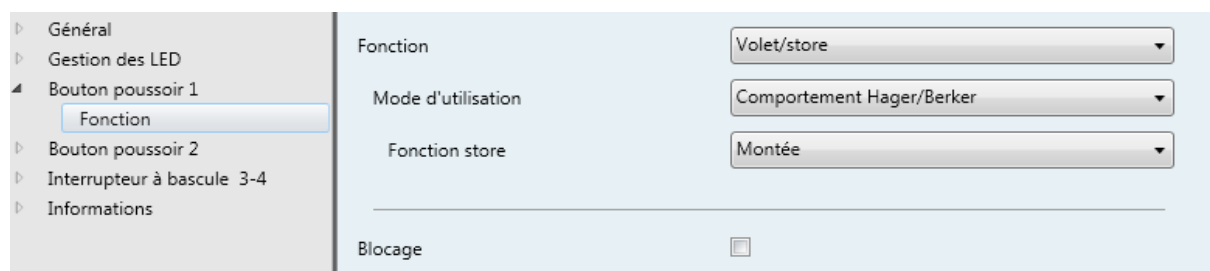 Général
Gestion des LED
Bouton poussoir 1
Fonction
Bouton poussoir 2
Interrupteur à bascule 3-4
Informations
Fonction
Volet/store
Mode d'utilisation
Comportement Hager/Berker
Fonction store
Montée
Blocage